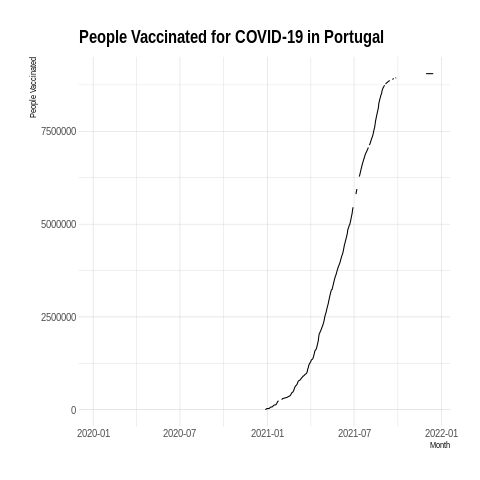 People Vaccinated for COVID-19 in Portugal
People Vaccinated
7500000
5000000
2500000
0
2020-01 2020-07 2021-01 2021-07 2022-01
Month